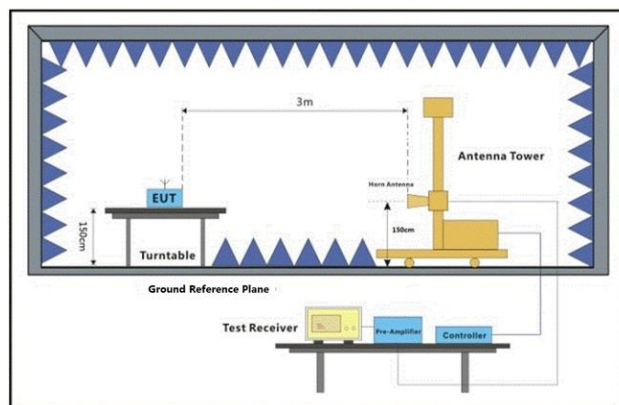 3m
Antenna Tower
Horn Antenna
EUT
150cm
150cm
Turntable
Ground Reference Plane
Test Receiver
Pre-Amplifier
Controller